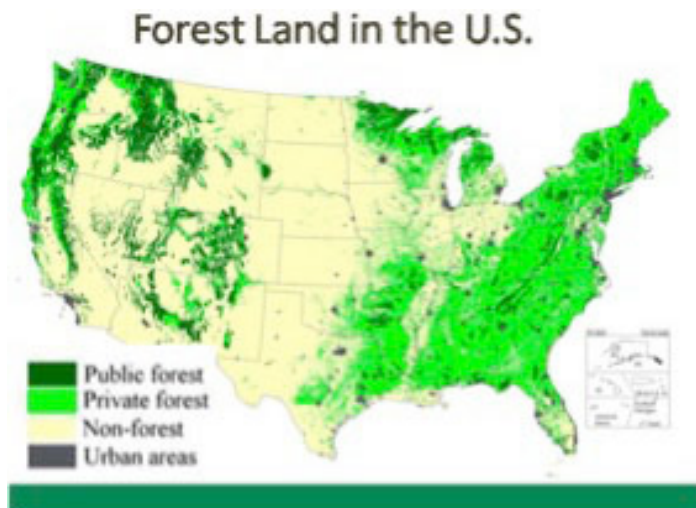 Forest Land in the U.S.
Public forest
Private forest
Non-forest
Urban areas